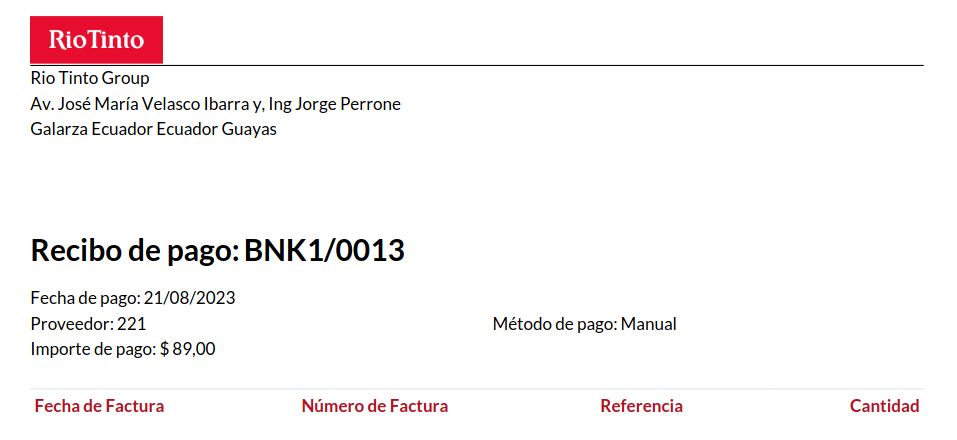 RioTinto
Rio Tinto Group
Av. José María Velasco Ibarra y, Ing Jorge Perrone
Galarza Ecuador Ecuador Guayas
Recibo de pago: BNK1/0013
Fecha de pago: 21/08/2023
Proveedor: 221 Método de pago: Manual
Importe de pago: $ 89,00
Fecha de Factura Número de Factura Referencia Cantidad